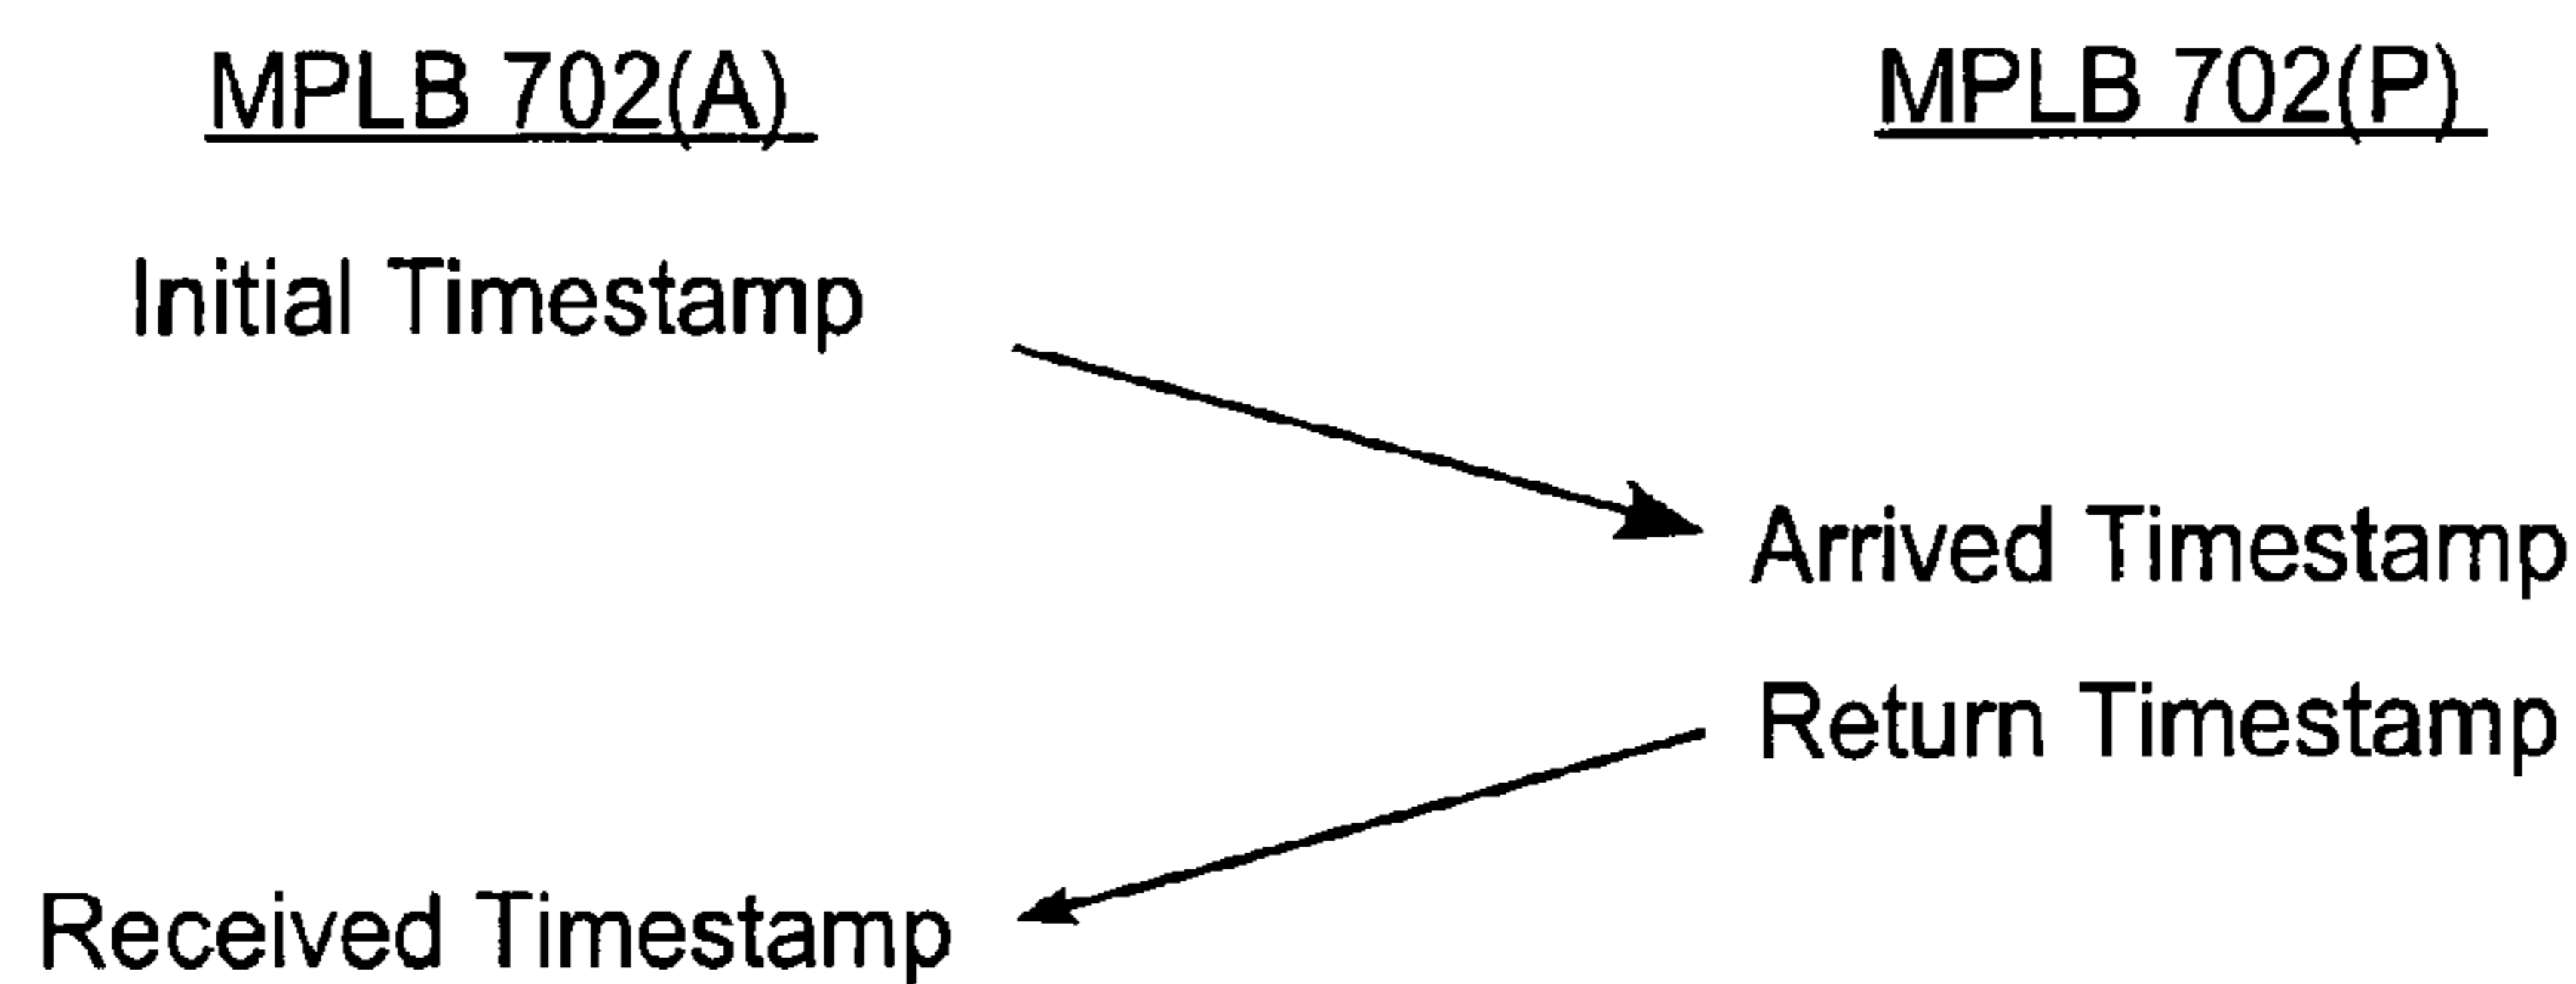 MPLB 702(A)
MPLB 702(P)
Initial Timestamp
Arrived Timestamp
Return Timestamp
Received Timestamp